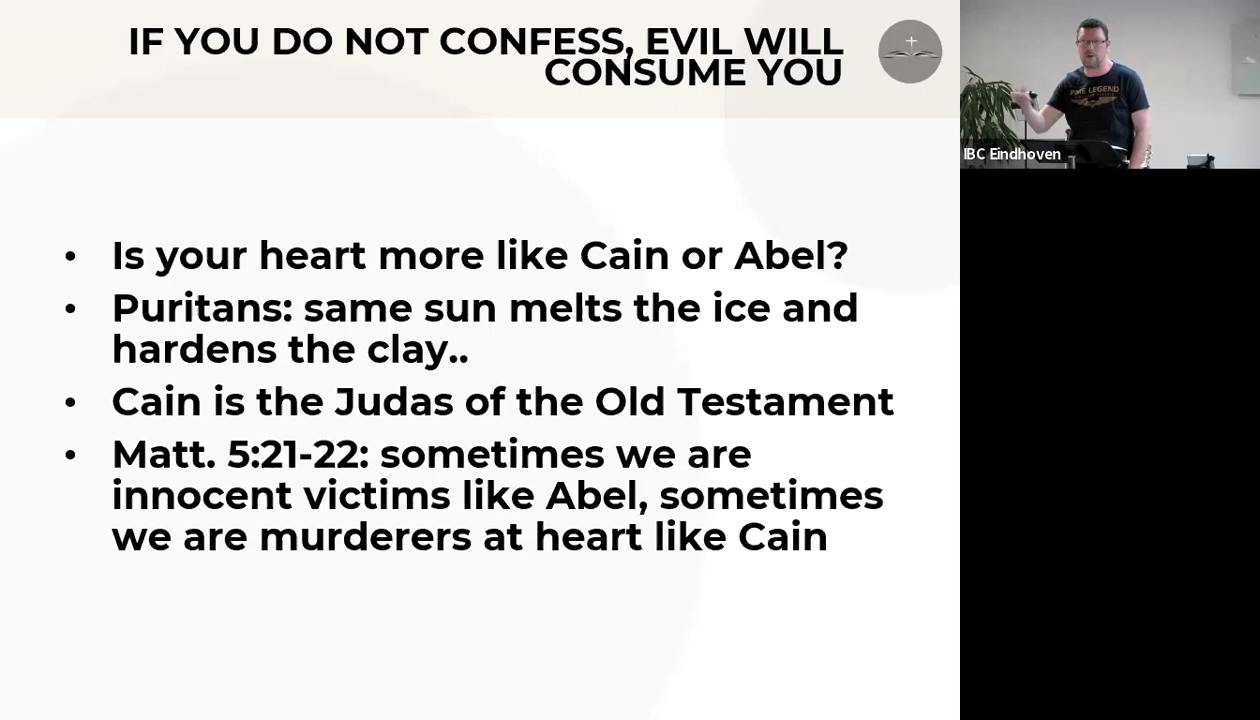 IF YOU DO NOT CONFESS, EVIL WILL
CONSUME YOU
• Is your heart more like Cain or Abel?
• Puritans: same sun melts the ice and
hardens the clay..
• Cain is the Judas of the Old Testament
• Matt. 5:21-22: sometimes we are
innocent victims like Abel, sometimes
we are murderers at heart like Cain
LEGEND
IBC Eindhoven